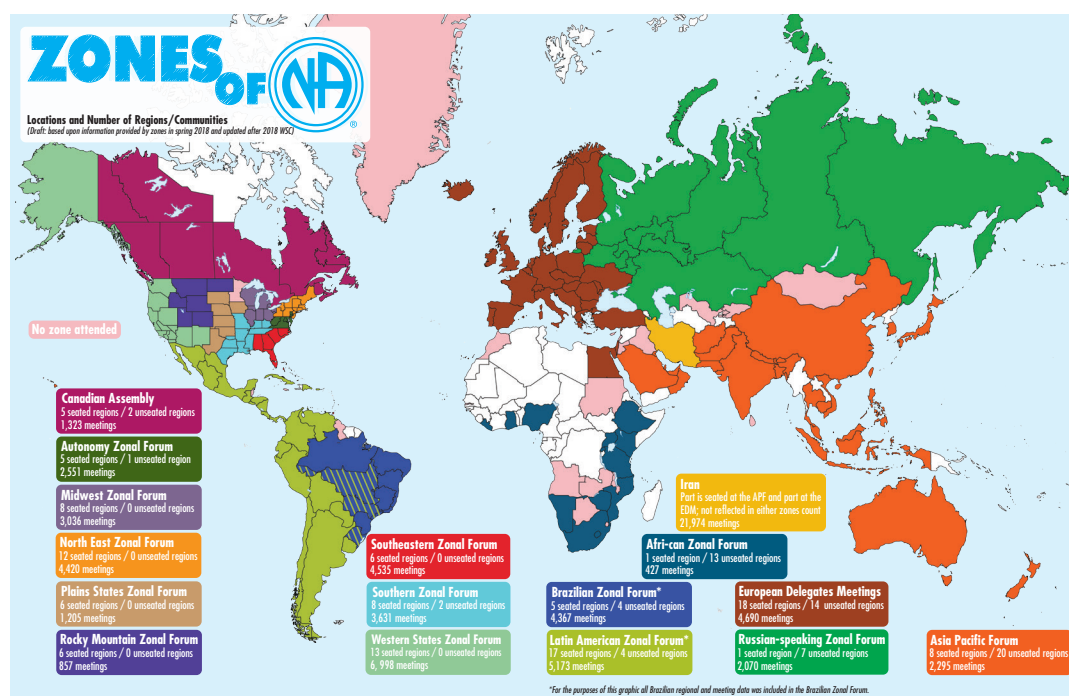 ZONES
OF NA
®
Locations and Number of Regions/Communities
(Draft: based upon information provided by zones in spring 2018 and updated after 2018 WSC)
No zone attended
Canadian Assembly
5 seated regions / 2 unseated regions
1,323 meetings
Autonomy Zonal Forum
5 seated regions / 1 unseated region
2,551 meetings
Midwest Zonal Forum
8 seated regions / 0 unseated regions
3,036 meetings
North East Zonal Forum
12 seated regions / 0 unseated regions
4,420 meetings
Plains States Zonal Forum
6 seated regions / 0 unseated regions
1,205 meetings
Rocky Mountain Zonal Forum
6 seated regions / 0 unseated regions
857 meetings
Southeastern Zonal Forum
6 seated regions / 0 unseated regions
4,535 meetings
Southern Zonal Forum
8 seated regions / 2 unseated regions
3,631 meetings
Western States Zonal Forum
13 seated regions / 0 unseated regions
6, 998 meetings
Iran
Part is seated at the APF and part at the
EDM; not reflected in either zones count
21,974 meetings
Afri-can Zonal Forum
1 seated region / 13 unseated regions
427 meetings
Brazilian Zonal Forum*
5 seated regions / 4 unseated regions
4,367 meetings
Latin American Zonal Forum*
17 seated regions / 4 unseated regions
5,173 meetings
European Delegates Meetings
18 seated regions / 14 unseated regions
4,690 meetings
Russian-speaking Zonal Forum
1 seated region / 7 unseated regions
2,070 meetings
Asia Pacific Forum
8 seated regions / 20 unseated regions
2,295 meetings
*For the purposes of this graphic all Brazilian regional and meeting data was included in the Brazilian Zonal Forum.